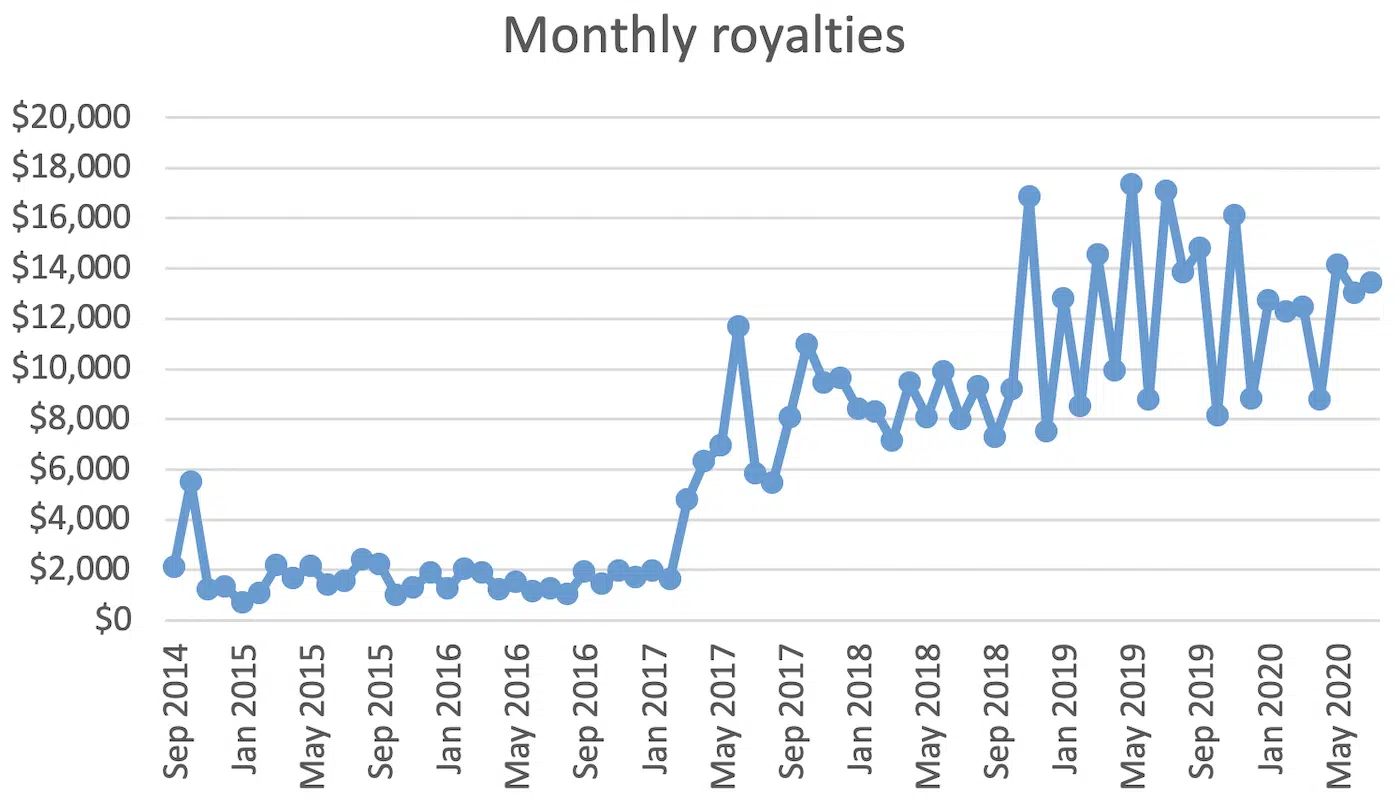 Monthly royalties
$20,000
$18,000
$16,000
$14,000
$12,000
$10,000
$8,000
$6,000
$4,000
$2,000
$0
Sep 2014
Jan 2015
May 2015
Sep 2015
Jan 2016
May 2016
Sep 2016
Jan 2017
May 2017
Sep 2017
Jan 2018
May 2018
Sep 2018
Jan 2019
May 2019
Sep 2019
Jan 2020
May 2020